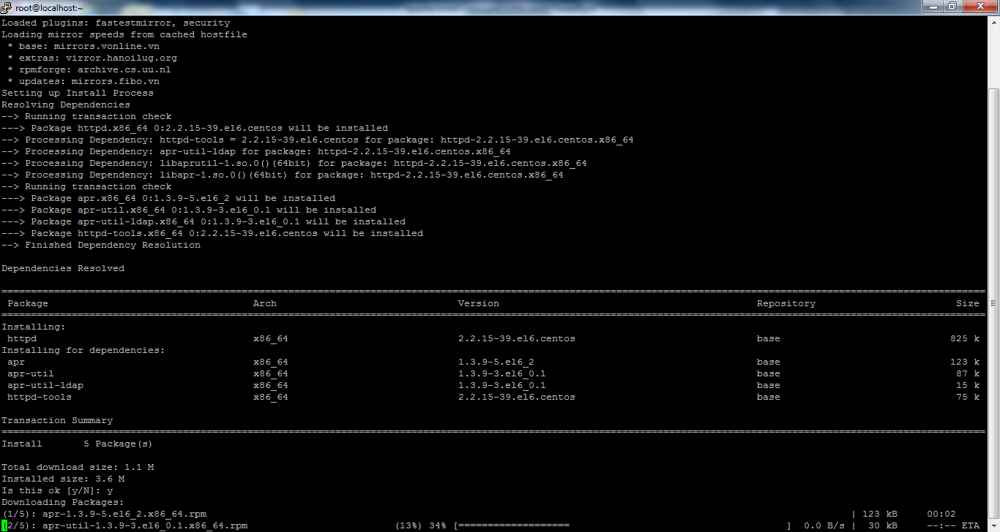 root@localhost:~
Loaded plugins: fastestmirror, security
Loading mirror speeds from cached hostfile
 * base: mirrors.vonline.vn
 * extras: virror.hanoilug.org
 * rpmforge: archive.cs.uu.nl
 * updates: mirrors.fibo.vn
Setting up Install Process
Resolving Dependencies
--> Running transaction check
---> Package httpd.x86_64 0:2.2.15-39.el6.centos will be installed
--> Processing Dependency: httpd-tools = 2.2.15-39.el6.centos for package: httpd-2.2.15-39.el6.centos.x86_64
--> Processing Dependency: apr-util-ldap for package: httpd-2.2.15-39.el6.centos.x86_64
--> Processing Dependency: libaprutil-1.so.0()(64bit) for package: httpd-2.2.15-39.el6.centos.x86_64
--> Processing Dependency: libapr-1.so.0()(64bit) for package: httpd-2.2.15-39.el6.centos.x86_64
--> Running transaction check
---> Package apr.x86_64 0:1.3.9-5.el6_2 will be installed
---> Package apr-util.x86_64 0:1.3.9-3.el6_0.1 will be installed
---> Package apr-util-ldap.x86_64 0:1.3.9-3.el6_0.1 will be installed
---> Package httpd-tools.x86_64 0:2.2.15-39.el6.centos will be installed
--> Finished Dependency Resolution
Dependencies Resolved
Package Arch Version Repository Size
Installing:
httpd x86_64 2.2.15-39.el6.centos base 825 k
Installing for dependencies:
apr x86_64 1.3.9-5.el6_2 base 123 k
apr-util x86_64 1.3.9-3.el6_0.1 base 87 k
apr-util-ldap x86_64 1.3.9-3.el6_0.1 base 15 k
httpd-tools x86_64 2.2.15-39.el6.centos base 75 k
Transaction Summary
Install 5 Package(s)
Total download size: 1.1 M
Installed size: 3.6 M
Is this ok [y/N]: y
Downloading Packages:
(1/5): apr-1.3.9-5.el6_2.x86_64.rpm | 123 kB 00:02
(2/5): apr-util-1.3.9-3.el6_0.1.x86_64.rpm (13%) 34% [=================== ] 0.0 B/s | 30 kB --:-- ETA